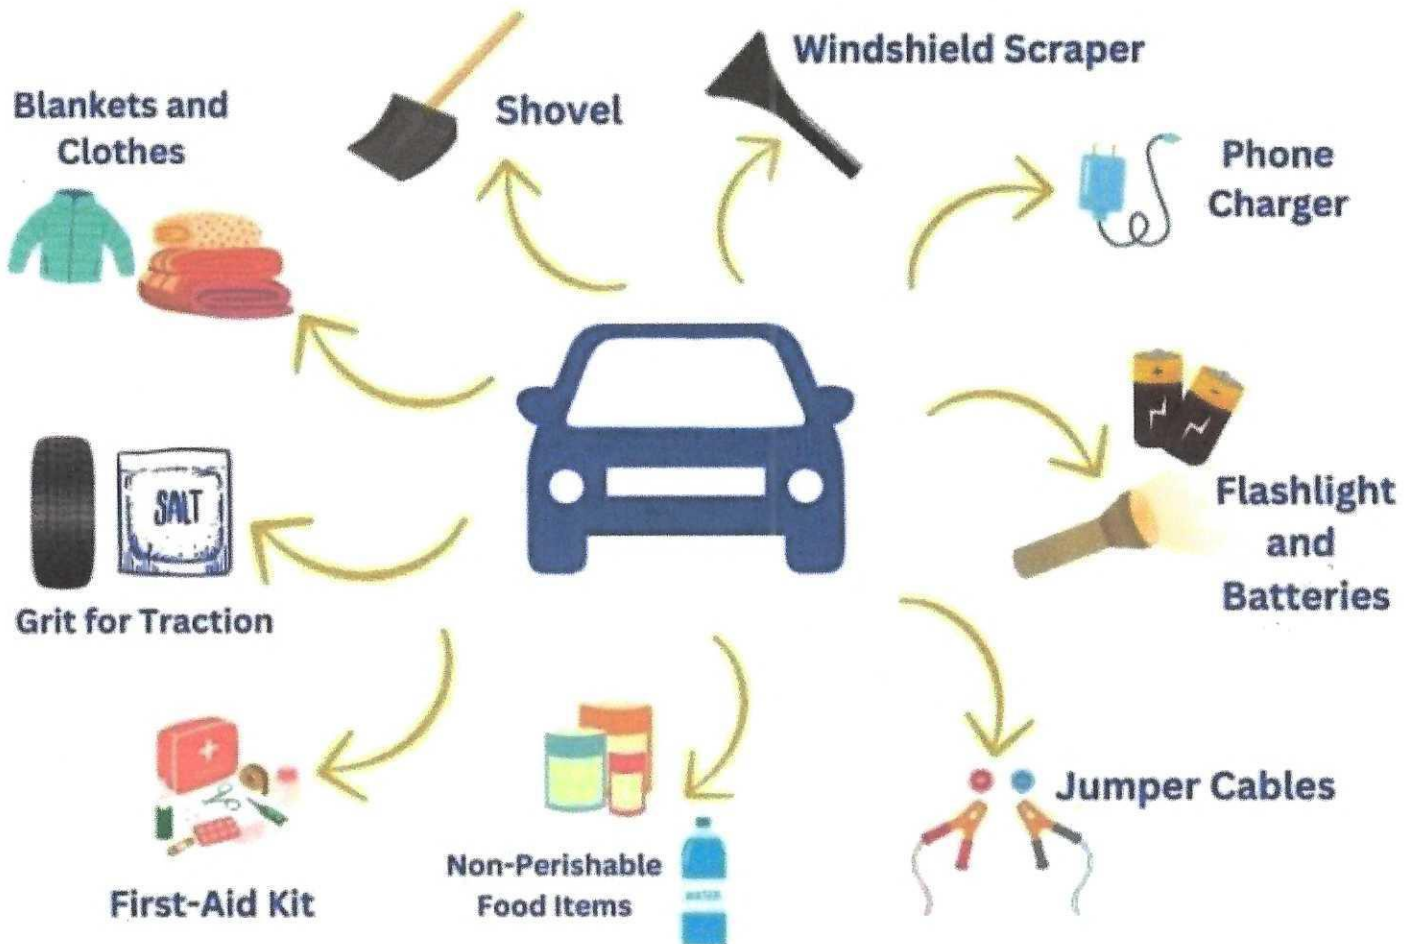 Windshield Scraper
Shovel
Blankets and
Clothes
Phone
Charger
SALT
Grit for Traction
Flashlight
and
Batteries
Jumper Cables
Non-Perishable
Food Items
WATER
First-Aid Kit